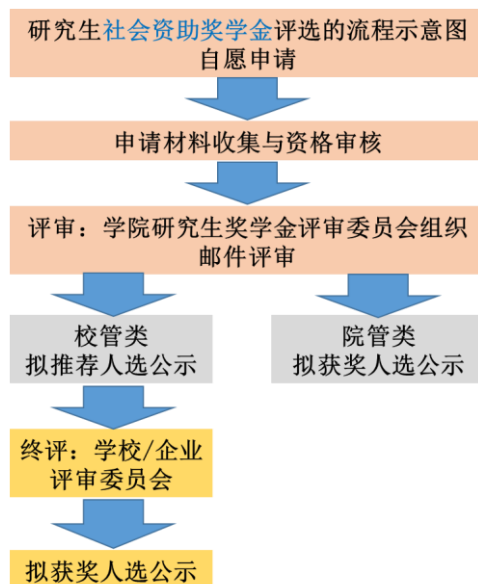 研究生社会资助奖学金评选的流程示意图
自愿申请
申请材料收集与资格审核
评审：学院研究生奖学金评审委员会组织
邮件评审
校管类
拟推荐人选公示
院管类
拟获奖人选公示
终评：学校/企业
评审委员会
拟获奖人选公示